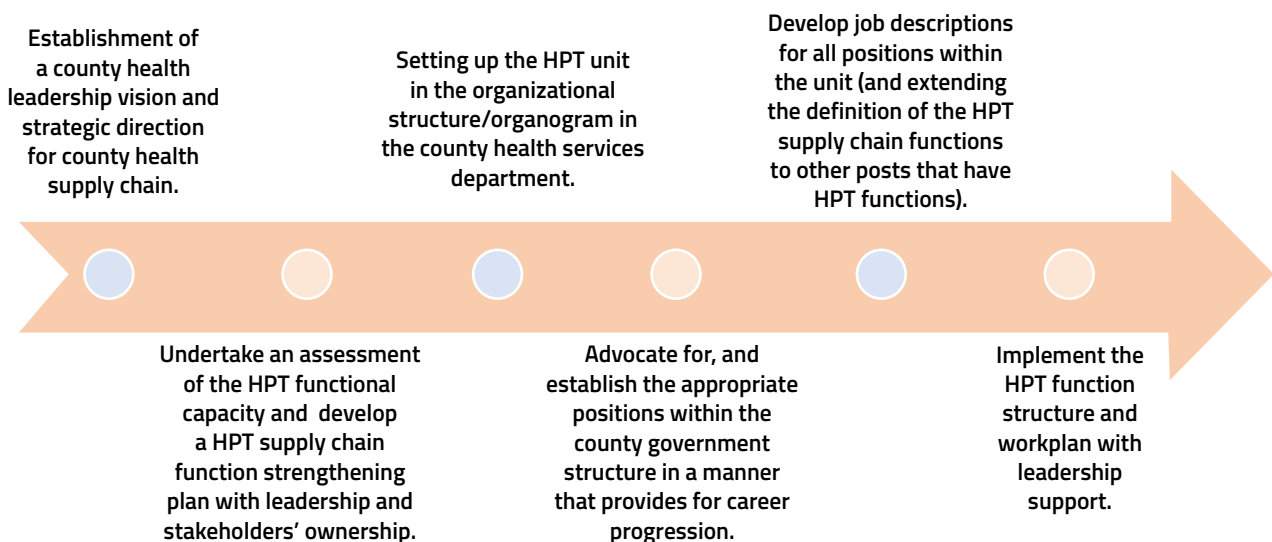 Establishment of
a county health
leadership vision and
strategic direction
for county health
supply chain.
Undertake an assessment
of the HPT functional
capacity and develop
a HPT supply chain
function strengthening
plan with leadership and
stakeholders’ ownership.
Setting up the HPT unit
in the organizational
structure/organogram in
the county health services
department.
Advocate for, and
establish the appropriate
positions within the
county government
structure in a manner
that provides for career
progression.
Develop job descriptions
for all positions within
the unit (and extending
the definition of the HPT
supply chain functions
to other posts that have
HPT functions).
Implement the
HPT function
structure and
workplan with
leadership
support.